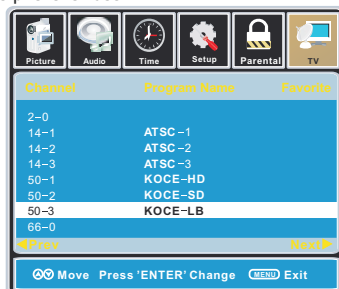 Picture Audio Time Setup Parental TV
Channel Program Name Favorite
2-0
14-1 ATSC-1
14-2 ATSC-2
14-3 ATSC-3
50-1 KOCE-HD
50-2 KOCE-SD
50-3 KOCE-LB
66-0
◀Prev Next▶
Move Press 'ENTER' Change MENU Exit